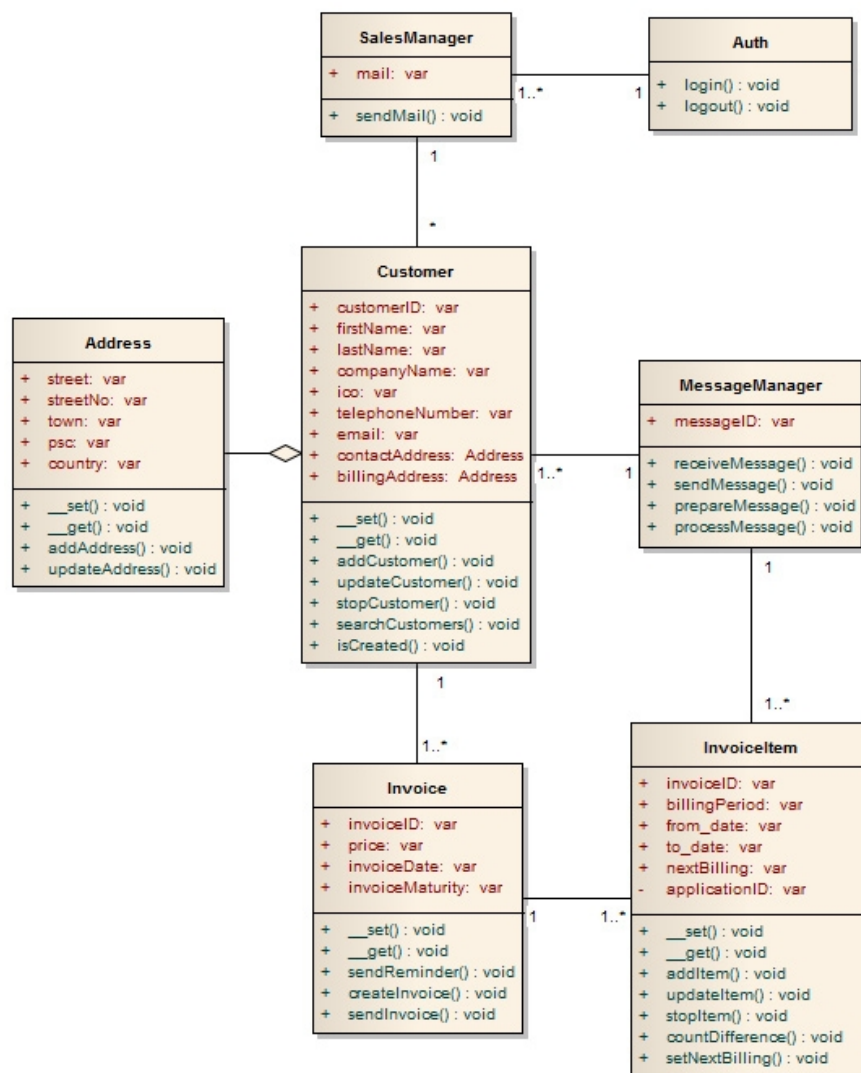 SalesManager
+ mail: var
+ sendMail() : void
Auth
+ login() : void
+ logout() : void
1..*
1
1
*
Customer
+ customerID: var
+ firstName: var
+ lastName: var
+ companyName: var
+ ico: var
+ telephoneNumber: var
+ email: var
+ contactAddress: Address
+ billingAddress: Address
+ __set() : void
+ __get() : void
+ addCustomer() : void
+ updateCustomer() : void
+ stopCustomer() : void
+ searchCustomers() : void
+ isCreated() : void
Address
+ street: var
+ streetNo: var
+ town: var
+ psc: var
+ country: var
+ __set() : void
+ __get() : void
+ addAddress() : void
+ updateAddress() : void
MessageManager
+ messageID: var
+ receiveMessage() : void
+ sendMessage() : void
+ prepareMessage() : void
+ processMessage() : void
1..*
1
1
1..*
1
1..*
Invoice
+ invoiceID: var
+ price: var
+ invoiceDate: var
+ invoiceMaturity: var
+ __set() : void
+ __get() : void
+ sendReminder() : void
+ createInvoice() : void
+ sendInvoice() : void
1
1..*
InvoiceItem
+ invoiceID: var
+ billingPeriod: var
+ from_date: var
+ to_date: var
+ nextBilling: var
- applicationID: var
+ __set() : void
+ __get() : void
+ addItem() : void
+ updateItem() : void
+ stopItem() : void
+ countDifference() : void
+ setNextBilling() : void